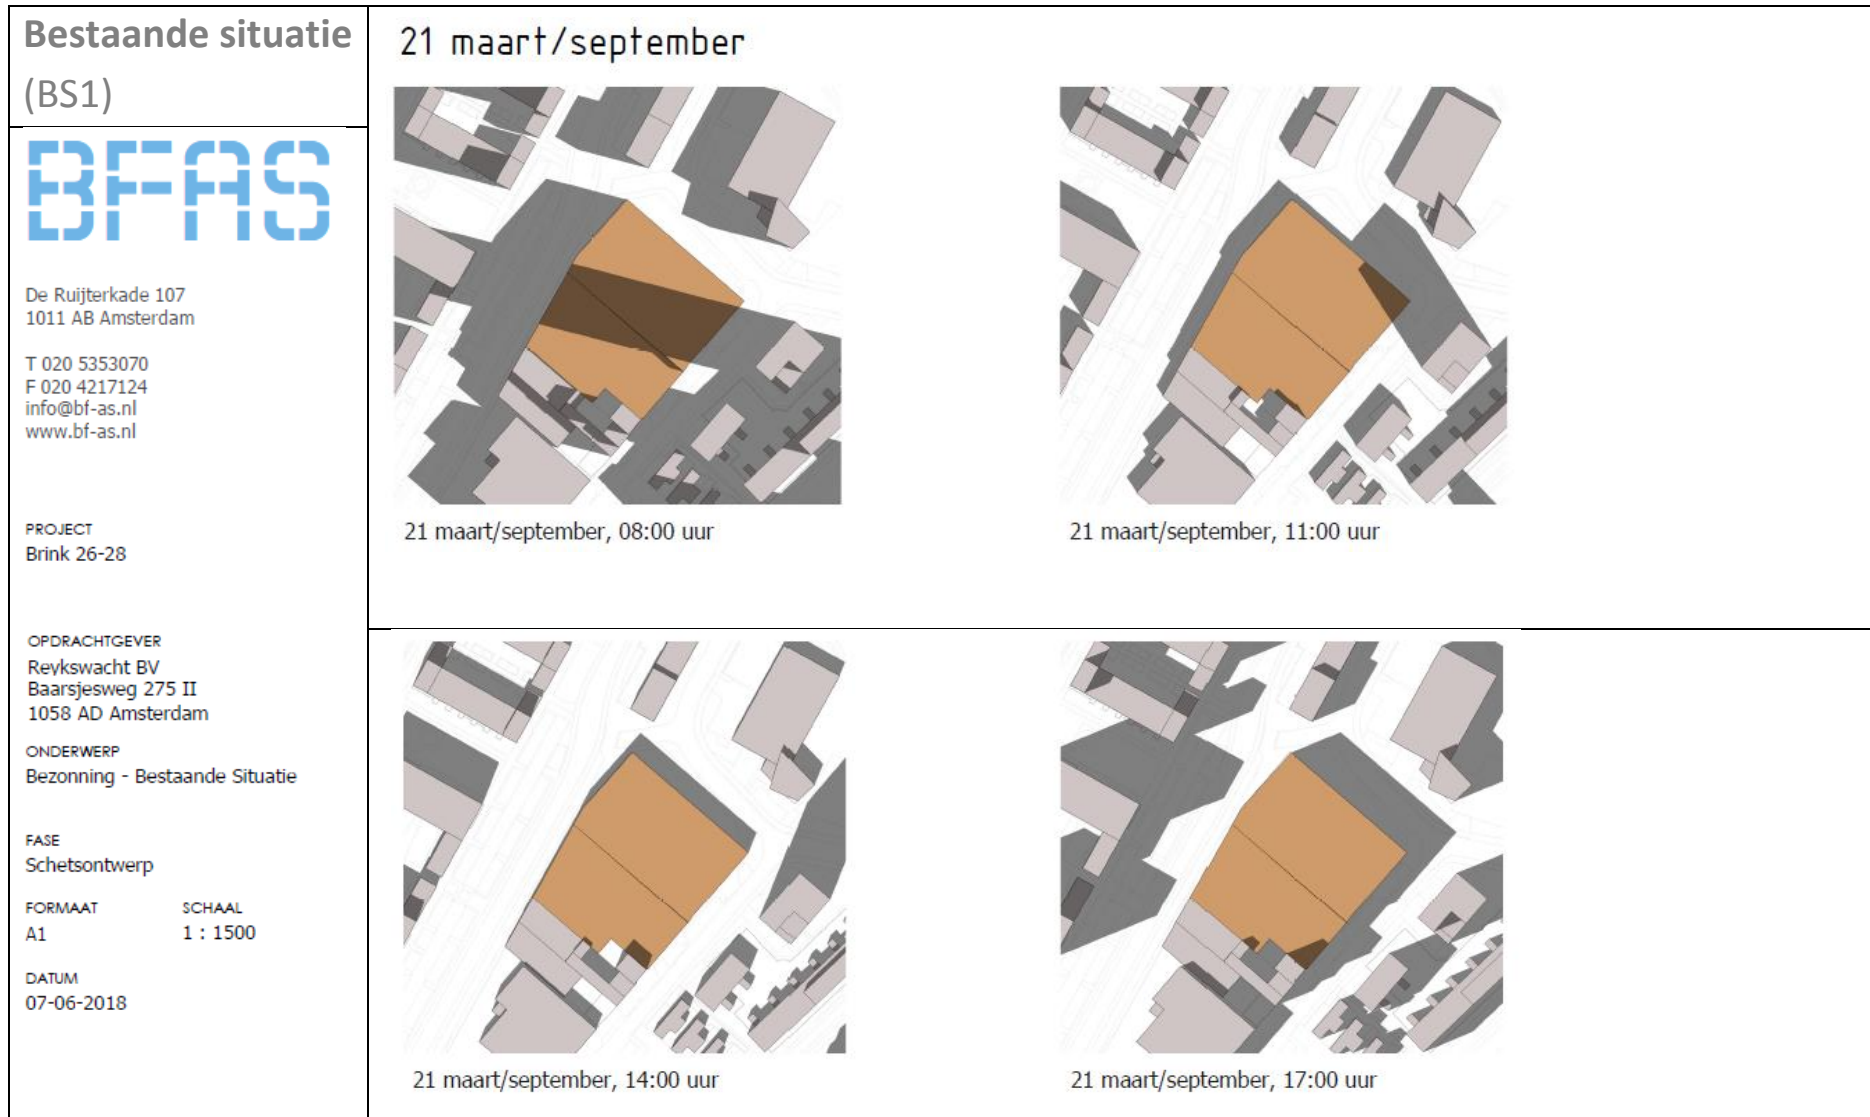 Bestaande situatie
(BS1)
BFAS
De Ruijterkade 107
1011 AB Amsterdam
T 020 5353070
F 020 4217124
info@bf-as.nl
www.bf-as.nl
PROJECT
Brink 26-28
OPDRACHTGEVER
Reykswacht BV
Baarsjesweg 275 II
1058 AD Amsterdam
ONDERWERP
Bezonning - Bestaande Situatie
FASE
Schetsontwerp
FORMAAT SCHAAL
A1 1 : 1500
DATUM
07-06-2018
21 maart/september
21 maart/september, 08:00 uur
21 maart/september, 11:00 uur
21 maart/september, 14:00 uur
21 maart/september, 17:00 uur